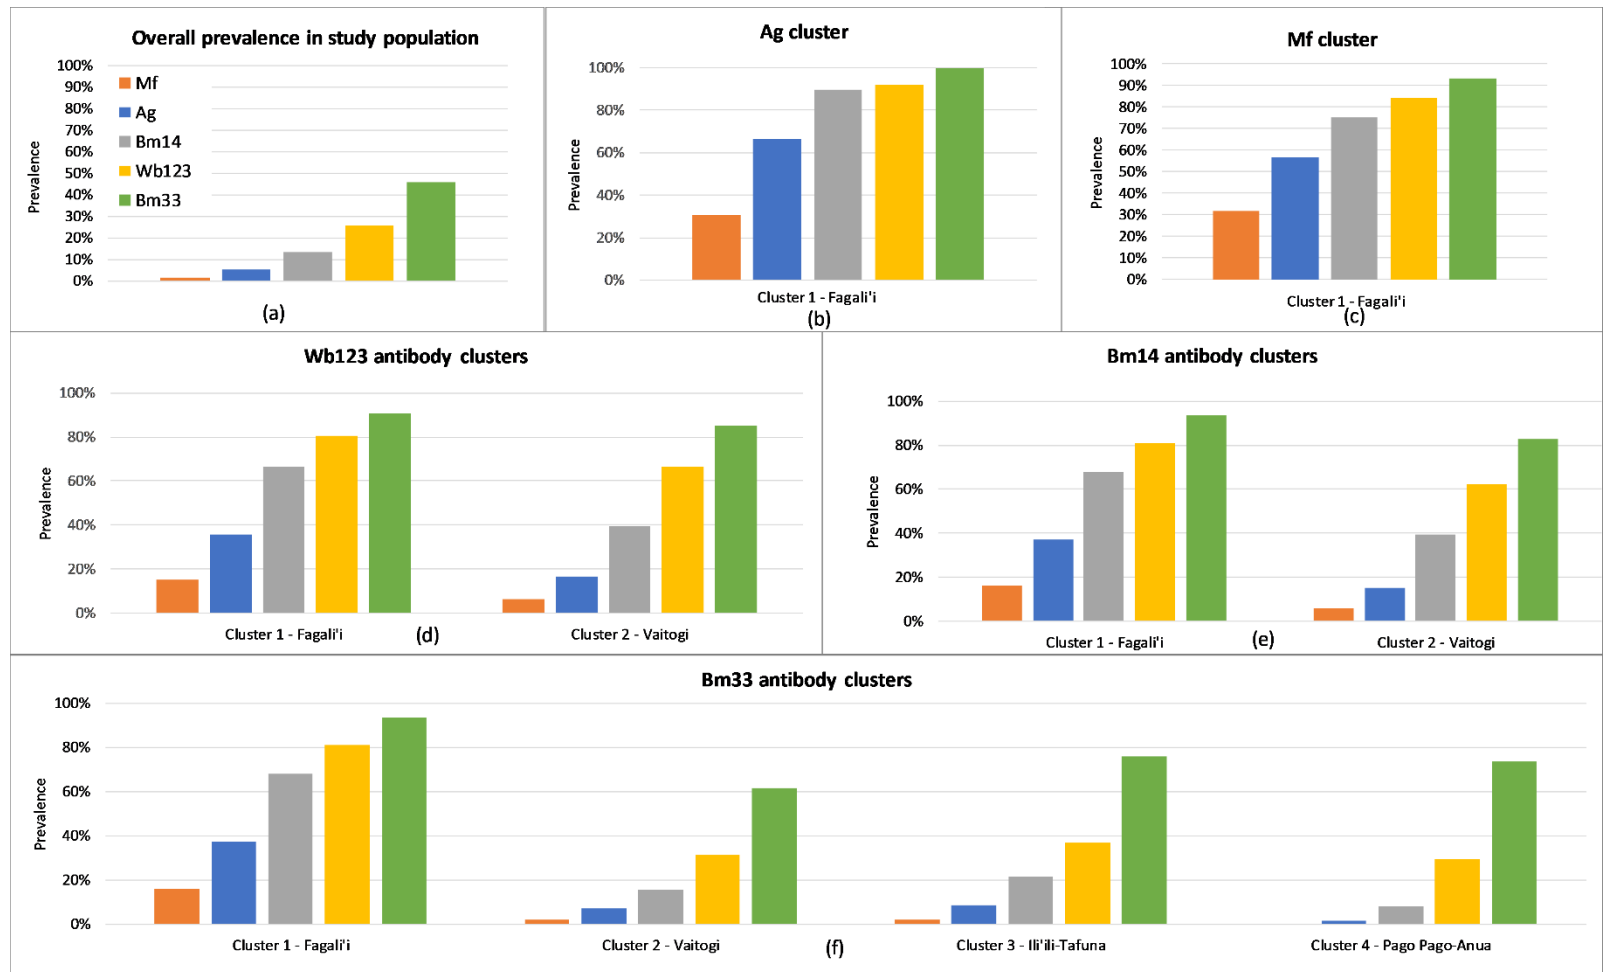 Overall prevalence in study population
Prevalence
100%
90%
80%
70%
60%
50%
40%
30%
20%
10%
0%
Mf
Ag
Bm14
Wb123
Bm33
(a)
Ag cluster
Prevalence
100%
80%
60%
40%
20%
0%
Cluster 1 - Fagali'i
(b)
Mf cluster
Prevalence
100%
90%
80%
70%
60%
50%
40%
30%
20%
10%
0%
Cluster 1 - Fagali'i
(c)
Wb123 antibody clusters
Prevalence
100%
80%
60%
40%
20%
0%
Cluster 1 - Fagali'i
(d)
Cluster 2 - Vaitogi
Bm14 antibody clusters
Prevalence
100%
80%
60%
40%
20%
0%
Cluster 1 - Fagali'i
(e)
Cluster 2 - Vaitogi
Bm33 antibody clusters
Prevalence
100%
80%
60%
40%
20%
0%
Cluster 1 - Fagali'i
Cluster 2 - Vaitogi
(f)
Cluster 3 - Ili'ili-Tafuna
Cluster 4 - Pago Pago-Anua